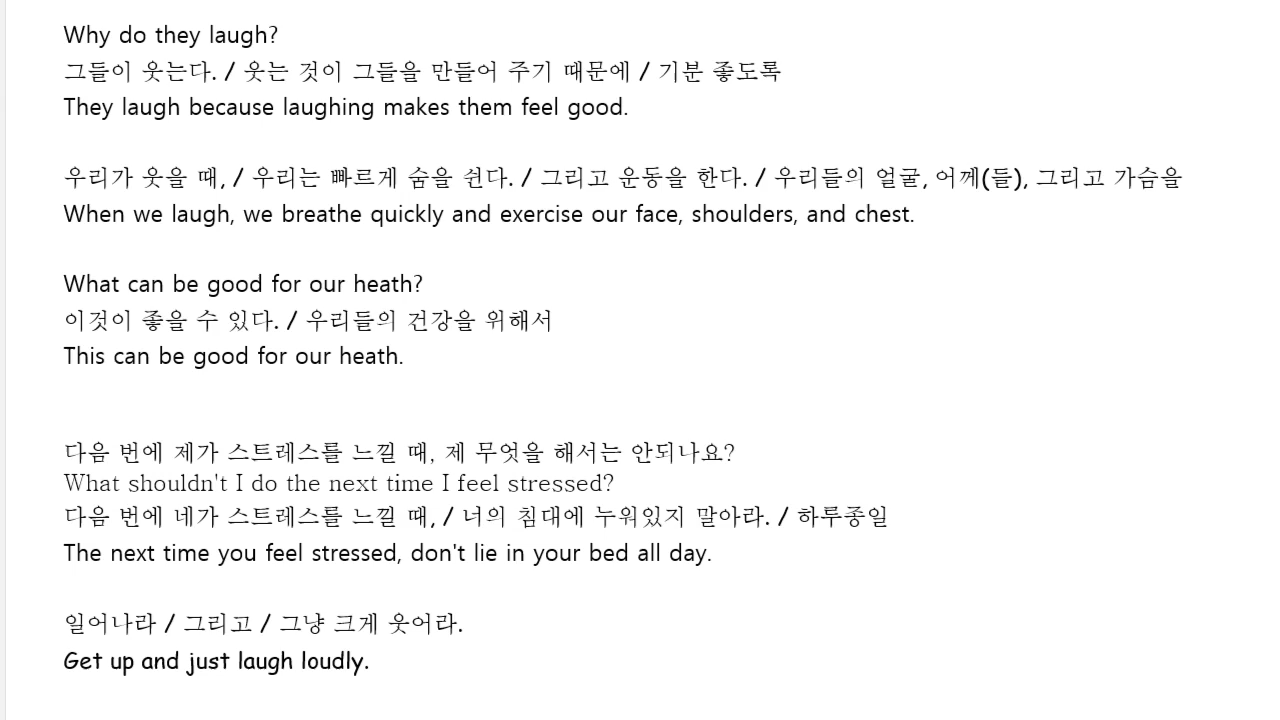 Why do they laugh?
그들이 웃는다. / 웃는 것이 그들을 만들어 주기 때문에 / 기분 좋도록
They laugh because laughing makes them feel good.
우리가 웃을 때, / 우리는 빠르게 숨을 쉰다. / 그리고 운동을 한다. / 우리들의 얼굴, 어께(들), 그리고 가슴을
When we laugh, we breathe quickly and exercise our face, shoulders, and chest.
What can be good for our heath?
이것이 좋을 수 있다. / 우리들의 건강을 위해서
This can be good for our heath.
다음 번에 제가 스트레스를 느낄 때, 제 무엇을 해서는 안되나요?
What shouldn't I do the next time I feel stressed?
다음 번에 네가 스트레스를 느낄 때, / 너의 침대에 누워있지 말아라. / 하루종일
The next time you feel stressed, don't lie in your bed all day.
일어나라 / 그리고 / 그냥 크게 웃어라.
Get up and just laugh loudly.